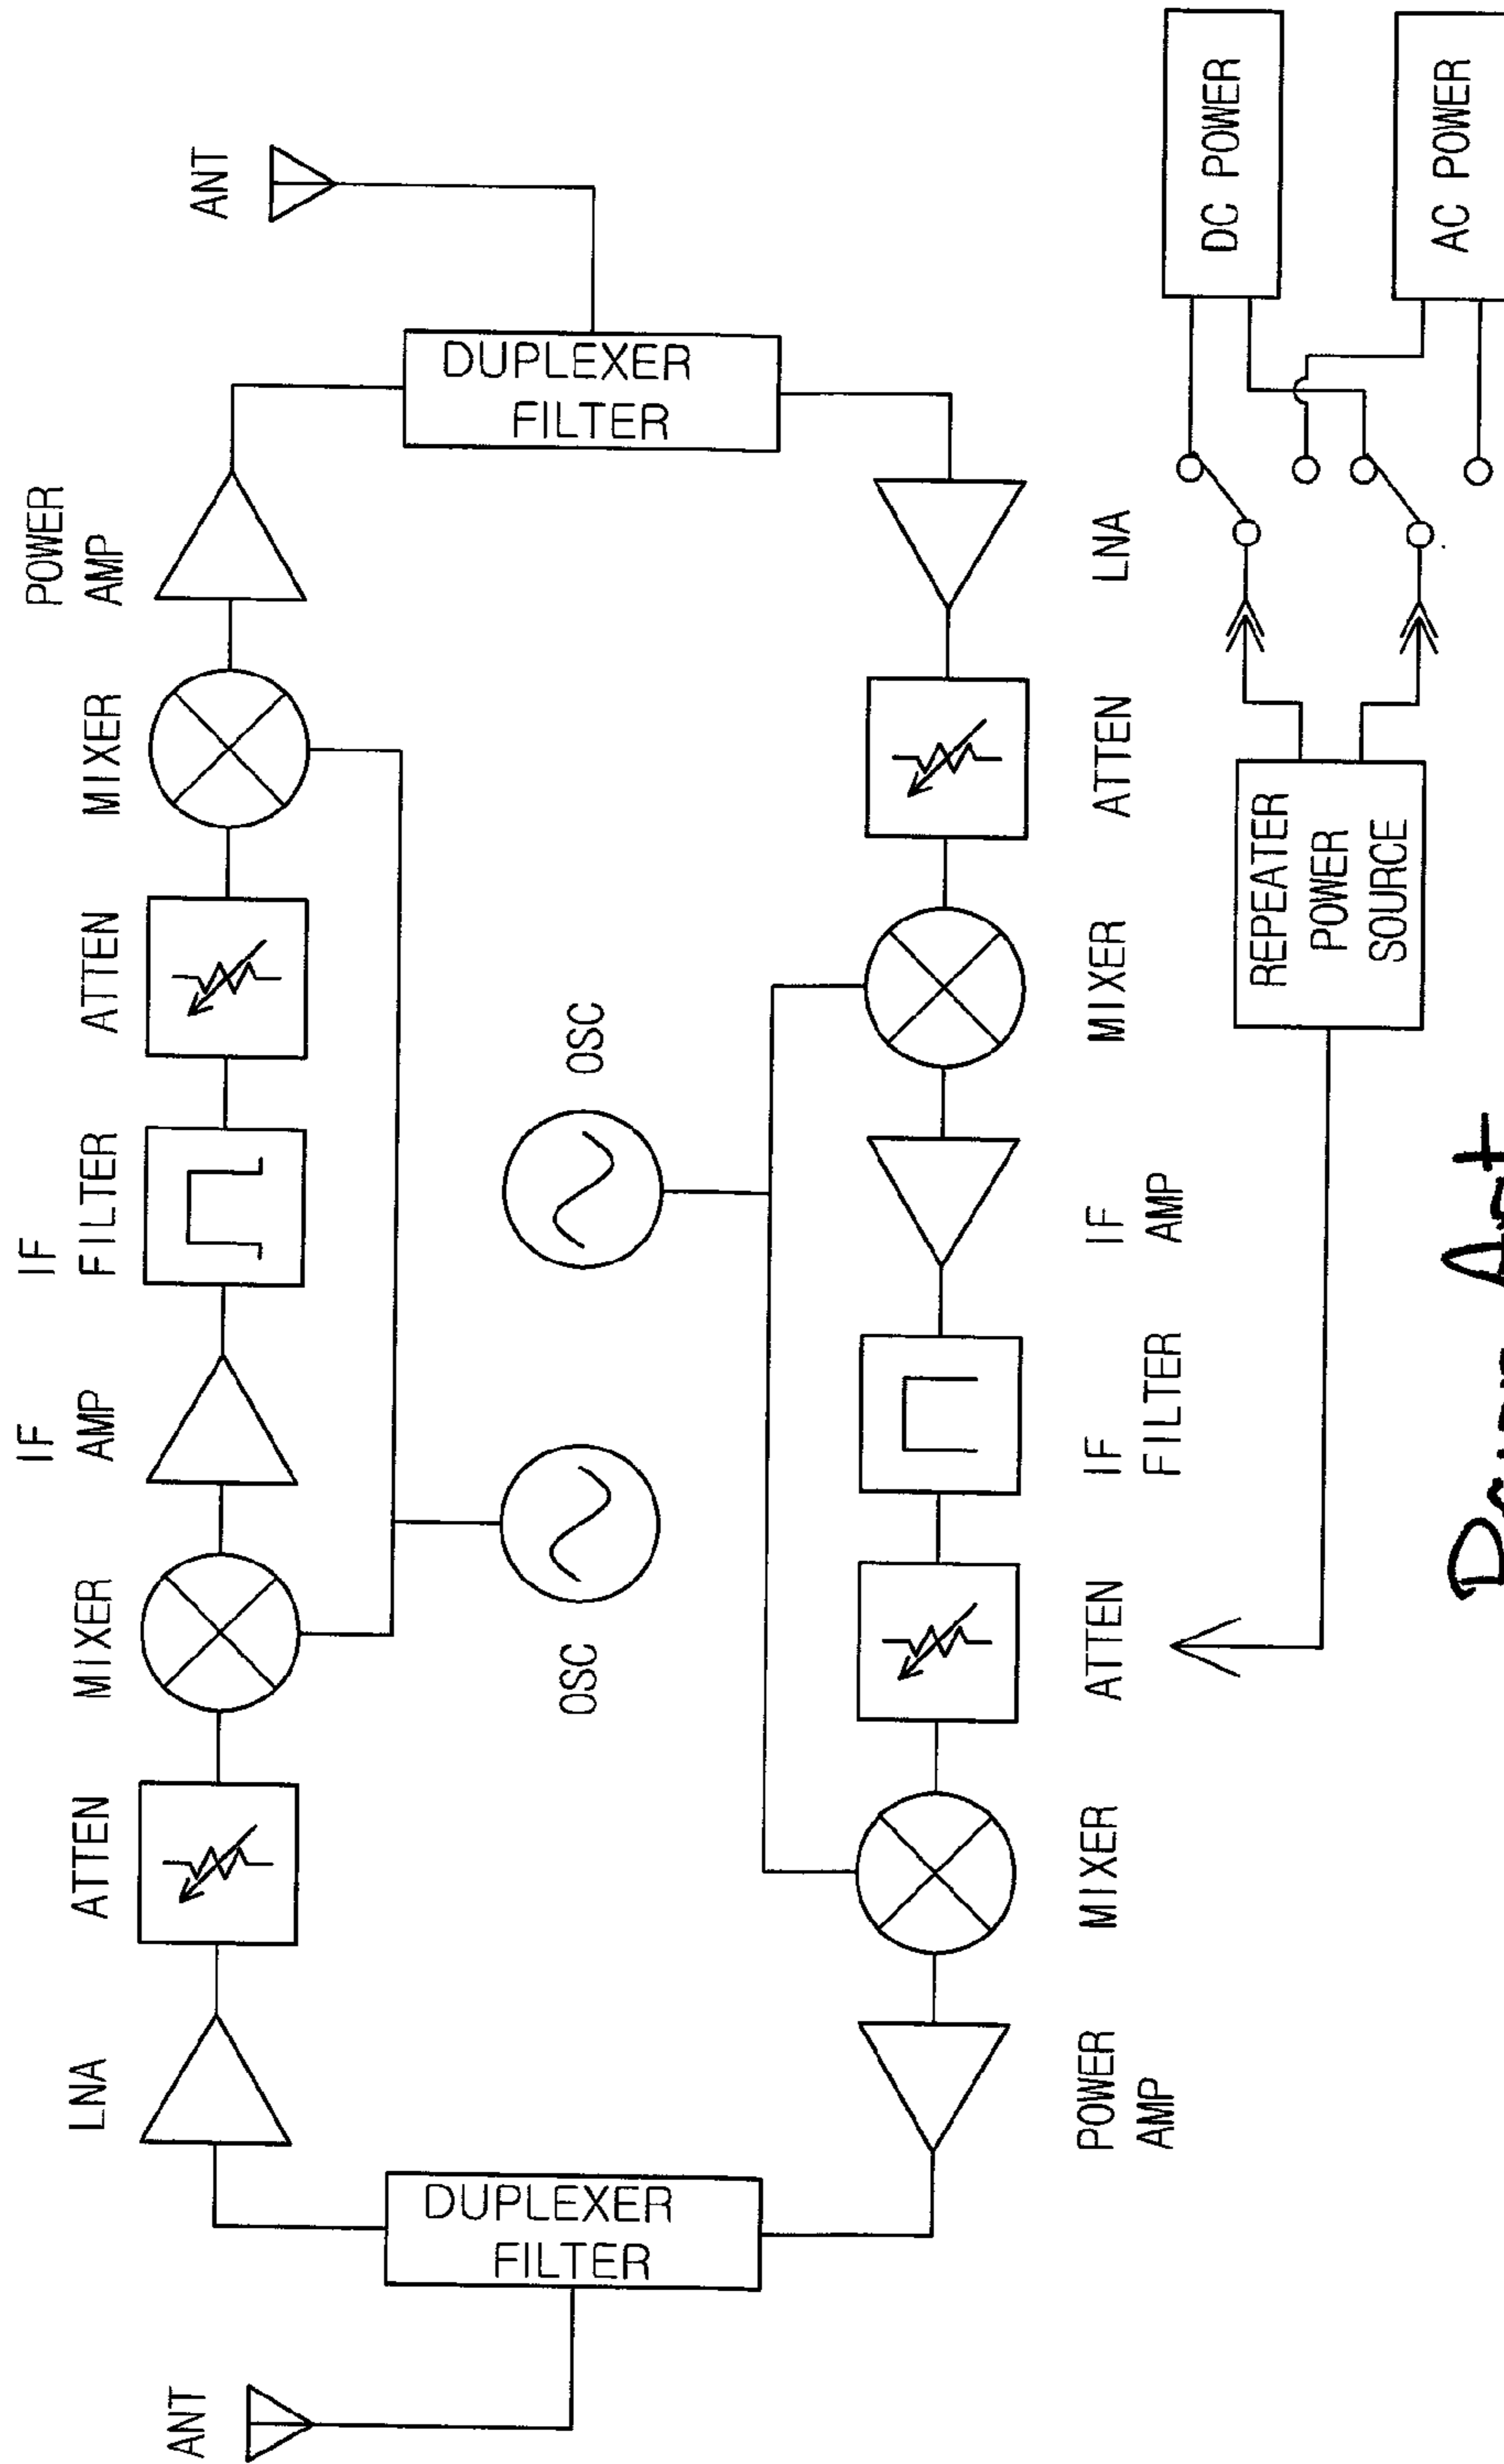 ANT
DUPLEXER
FILTER
LNA
ATTEN
MIXER
IF
AMP
IF
FILTER
ATTEN
MIXER
POWER
AMP
ANT
DUPLEXER
FILTER
OSC
OSC
POWER
AMP
MIXER
ATTEN
IF
FILTER
IF
AMP
MIXER
ATTEN
LNA
REPEATER
POWER
SOURCE
DC POWER
AC POWER